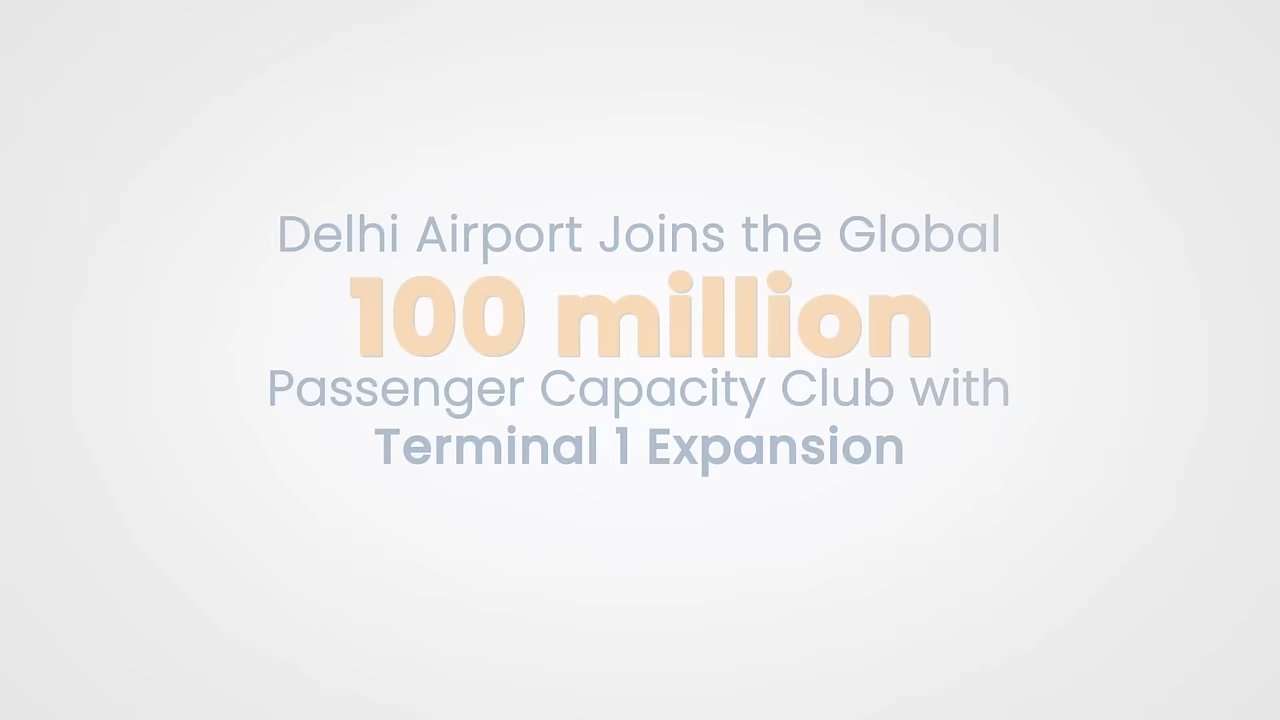 Delhi Airport Joins the Global
100 million
Passenger Capacity Club with
Terminal 1 Expansion